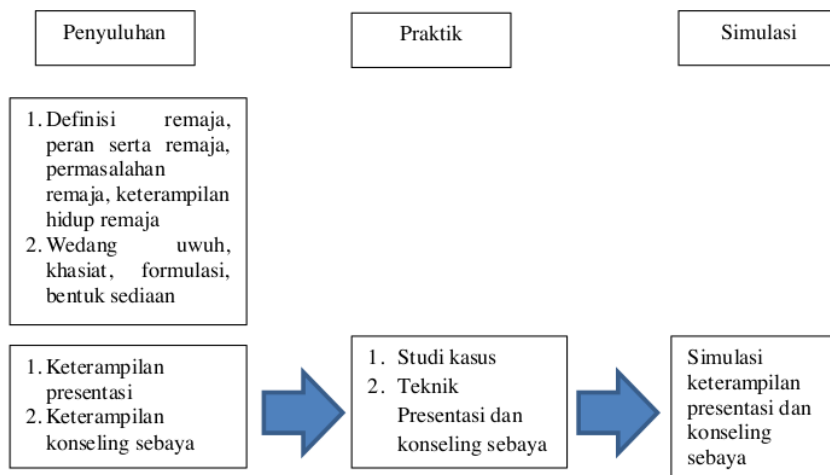 Penyuluhan
Praktik
Simulasi
1. Definisi remaja,
peran serta remaja,
permasalahan
remaja, keterampilan
hidup remaja
2. Wedang uwuh,
khasiat, formulasi,
bentuk sediaan
1. Keterampilan
presentasi
2. Keterampilan
konseling sebaya
1. Studi kasus
2. Teknik
Presentasi dan
konseling sebaya
Simulasi
keterampilan
presentasi dan
konseling
sebaya